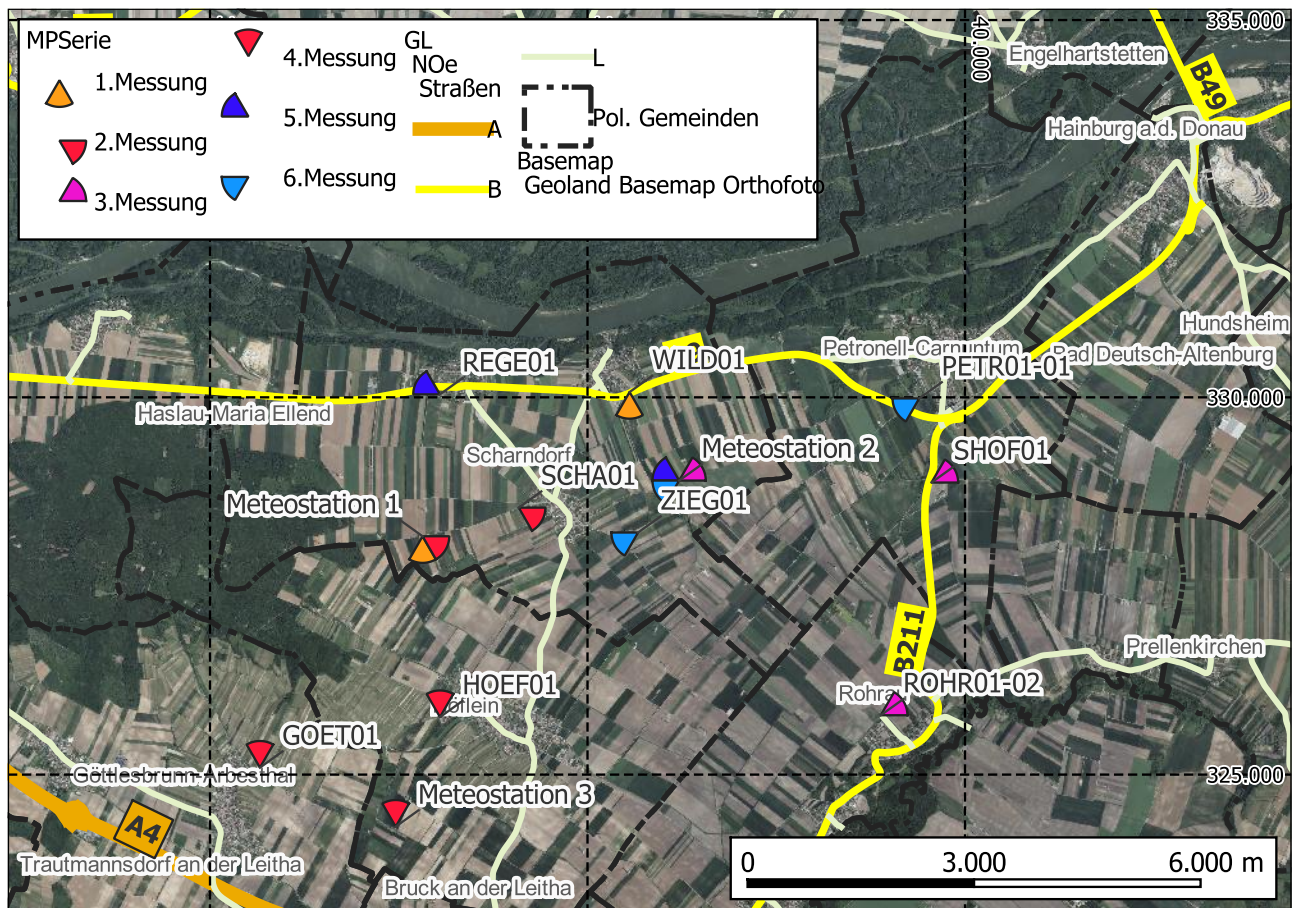 MPSerie
1.Messung
2.Messung
3.Messung
4.Messung
5.Messung
6.Messung
GL
NOe
Straßen
A
B
L
Pol. Gemeinden
Basemap
Geoland Basemap Orthofoto
40.000
335.000
Engelhartstetten
B49
Hainburg a.d. Donau
Hundsheim
Petronell-Carnuntum
Bad Deutsch-Altenburg
REGE01
WILD01
PETR01-01
330.000
Haslau-Maria Ellend
Scharndorf
Meteostation 2
SHOF01
SCHA01
ZIEG01
Meteostation 1
B211
Prellenkirchen
HOEF01
ROHR01-02
GOET01
325.000
Göttlesbrunn-Arbesthal
Meteostation 3
A4
Trautmannsdorf an der Leitha
Bruck an der Leitha
0 3.000 6.000 m